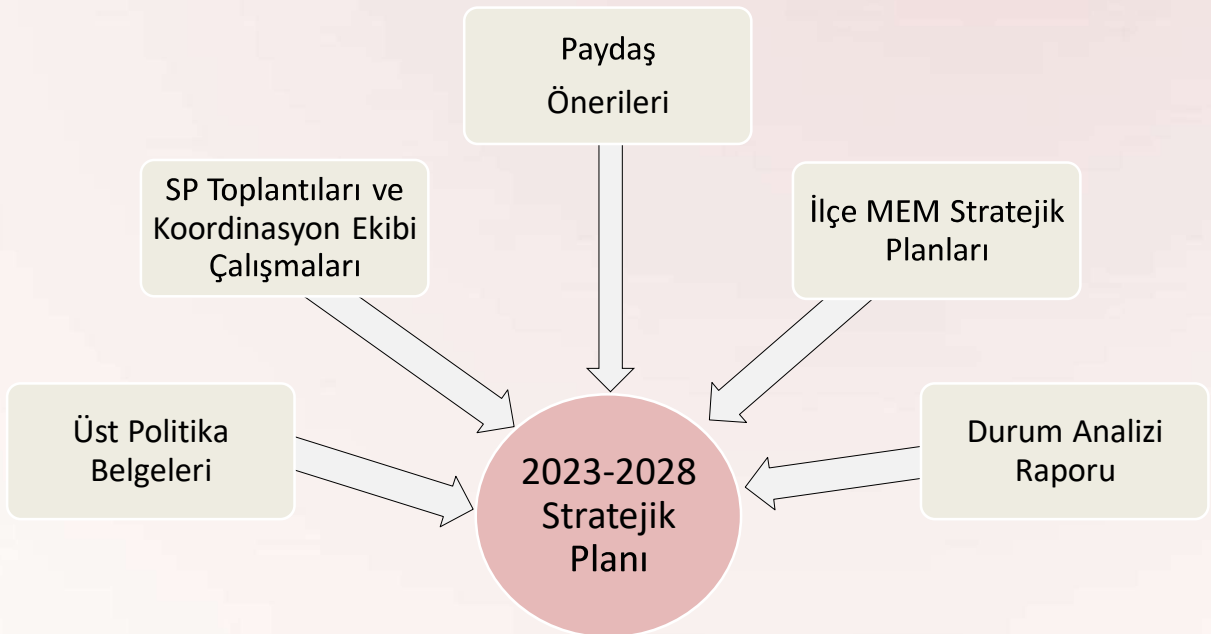 Paydaş
Önerileri
SP Toplantıları ve
Koordinasyon Ekibi
Çalışmaları
İlçe MEM Stratejik
Planları
Üst Politika
Belgeleri
Durum Analizi
Raporu
2023-2028
Stratejik
Planı